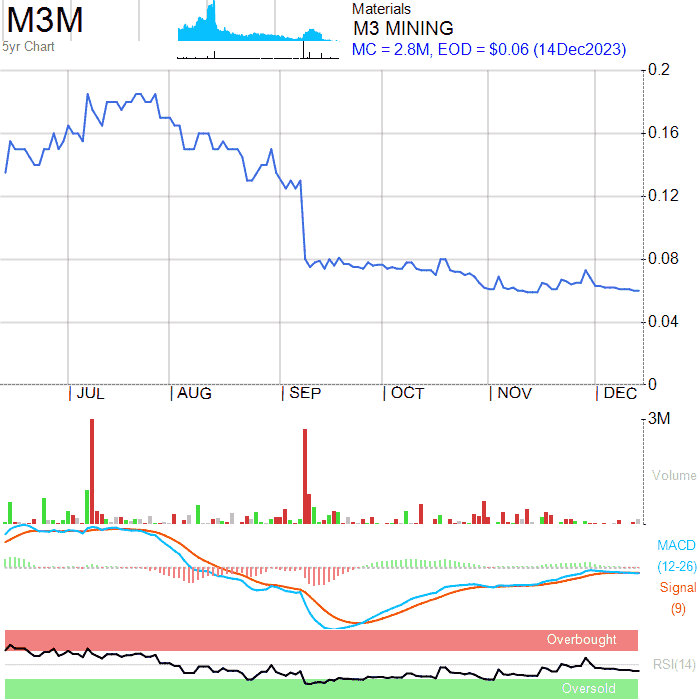 M3M
5yr Chart
Materials
M3 MINING
MC = 2.8M, EOD = $0.06 (14Dec2023)
0.2
0.16
0.12
0.08
0.04
0
JUL AUG SEP OCT NOV DEC
3M
Volume
MACD
(12-26)
Signal
(9)
Overbought
RSI(14)
Oversold